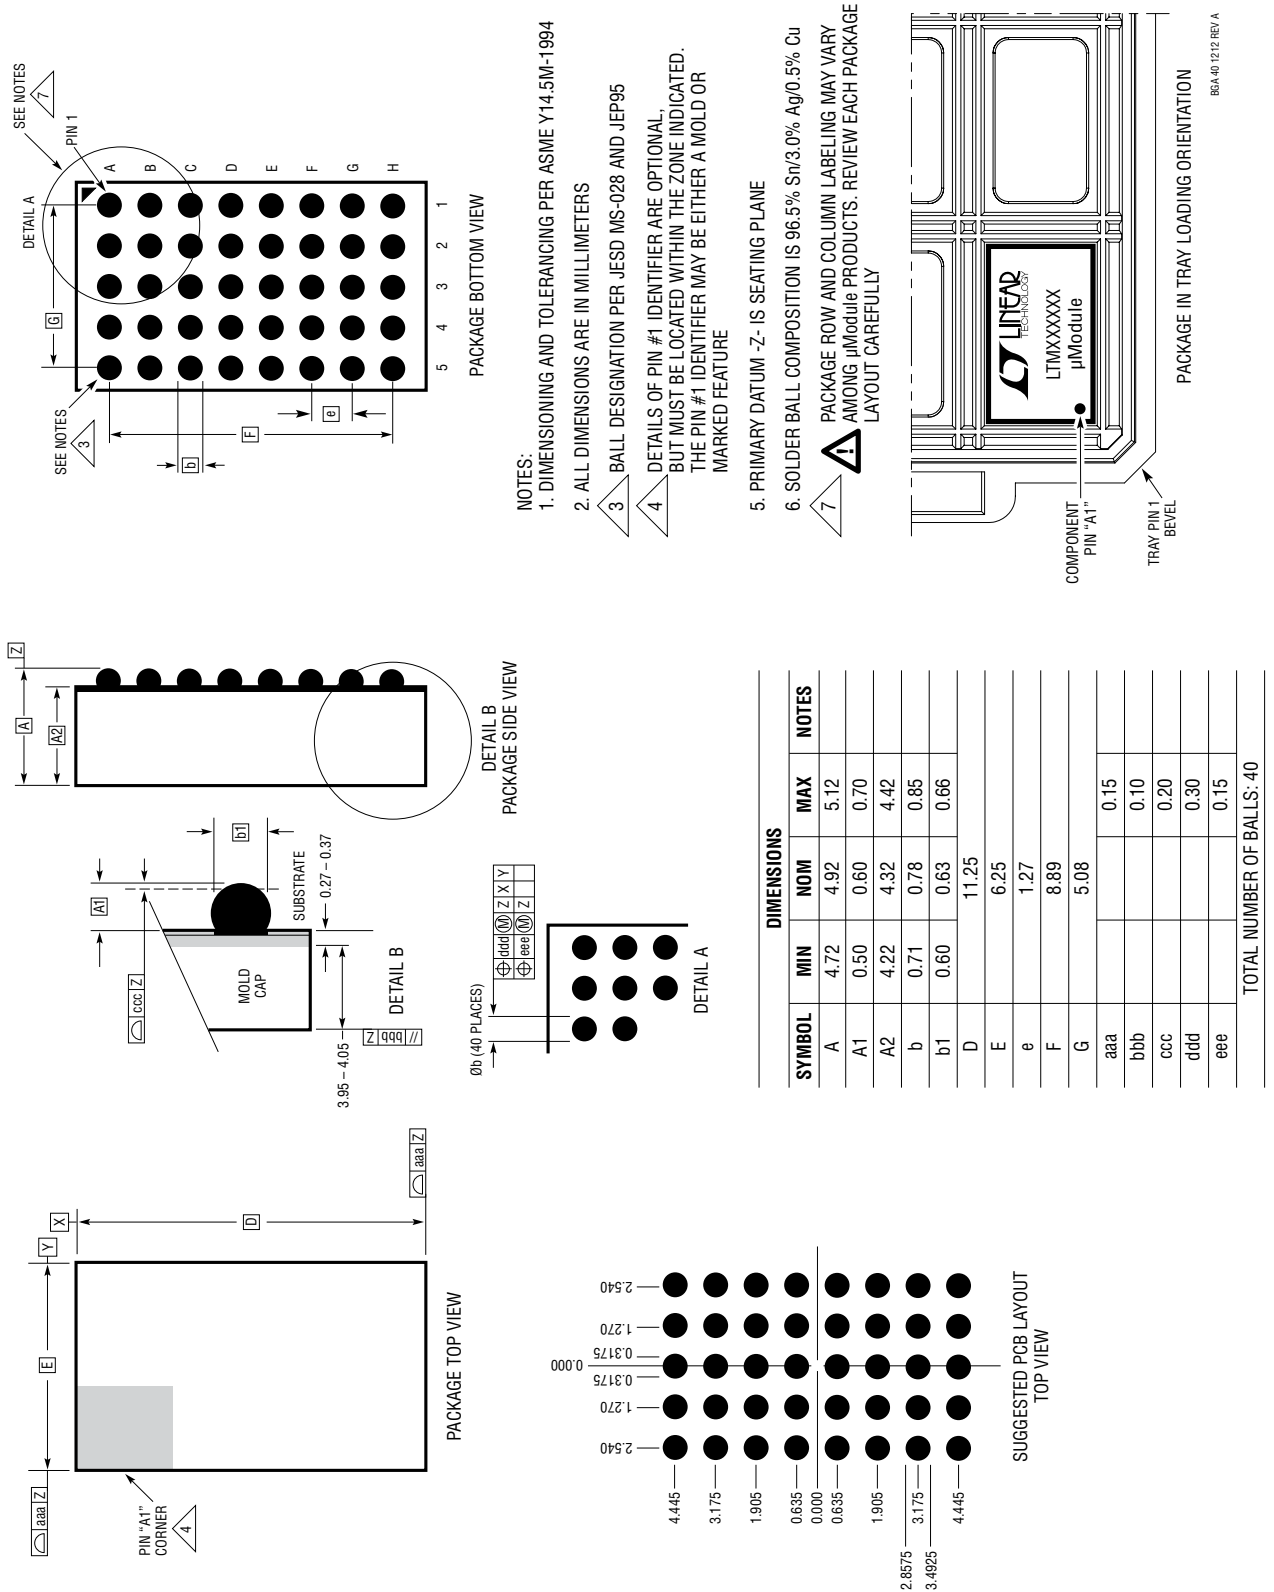 aaa Z
E
Y
X
D
aaa Z
PIN “A1”
CORNER
4
PACKAGE TOP VIEW
ccc Z
A1
b1
MOLD
CAP
SUBSTRATE
0.27 – 0.37
3.95 – 4.05
// bbb Z
DETAIL B
A
A2
Z
DETAIL B
PACKAGE SIDE VIEW
SEE NOTES
7
PIN 1
DETAIL A
G
SEE NOTES
3
F
b
e
A
B
C
D
E
F
G
H
5 4 3 2 1
PACKAGE BOTTOM VIEW
Øb (40 PLACES)
ddd M Z X Y
eee M Z
DETAIL A
2.540
1.270
0.3175
0.000
0.3175
1.270
2.540
4.445
3.175
1.905
0.635
0.000
0.635
1.905
2.8575
3.175
3.4925
4.445
SUGGESTED PCB LAYOUT
TOP VIEW
DIMENSIONS
SYMBOL MIN NOM MAX NOTES
A 4.72 4.92 5.12
A1 0.50 0.60 0.70
A2 4.22 4.32 4.42
b 0.71 0.78 0.85
b1 0.60 0.63 0.66
D 11.25
E 6.25
e 1.27
F 8.89
G 5.08
aaa 0.15
bbb 0.10
ccc 0.20
ddd 0.30
eee 0.15
TOTAL NUMBER OF BALLS: 40
NOTES:
1. DIMENSIONING AND TOLERANCING PER ASME Y14.5M-1994
2. ALL DIMENSIONS ARE IN MILLIMETERS
3 BALL DESIGNATION PER JESD MS-028 AND JEP95
4 DETAILS OF PIN #1 IDENTIFIER ARE OPTIONAL,
BUT MUST BE LOCATED WITHIN THE ZONE INDICATED.
THE PIN #1 IDENTIFIER MAY BE EITHER A MOLD OR
MARKED FEATURE
5. PRIMARY DATUM -Z- IS SEATING PLANE
6. SOLDER BALL COMPOSITION IS 96.5% Sn/3.0% Ag/0.5% Cu
7 ! PACKAGE ROW AND COLUMN LABELING MAY VARY
AMONG µModule PRODUCTS. REVIEW EACH PACKAGE
LAYOUT CAREFULLY
LT LINEAR
TECHNOLOGY
LTMXXXXXX
µModule
COMPONENT
PIN “A1”
TRAY PIN 1
BEVEL
PACKAGE IN TRAY LOADING ORIENTATION
BGA 40 1212 REV A